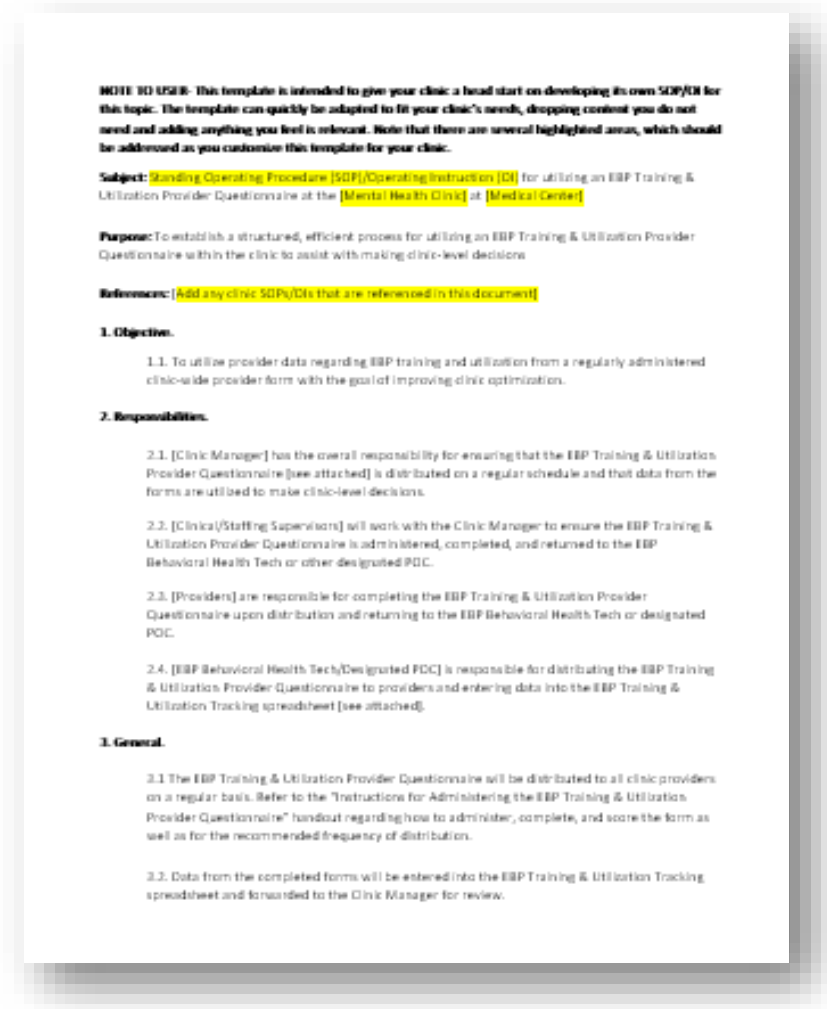 NOTE TO USER- This template is intended to give your clinic a head start on developing its own SOP/OI for
this topic. The template can quickly be adapted to fit your clinic's needs, dropping content you do not
need and adding anything you feel is relevant. Note that there are several highlighted areas, which should
be addressed as you customize this template for your clinic.
Subject: Standing Operating Procedure [SOP]/Operating Instruction [OI] for utilizing an EBP Training &
Utilization Provider Questionnaire at the [Mental Health Clinic] at [Medical Center]
Purpose: To establish a structured, efficient process for utilizing an EBP Training & Utilization Provider
Questionnaire within the clinic to assist with making clinic-level decisions
References: [Add any clinic SOPs/OIs that are referenced in this document]
1. Objective.
1.1. To utilize provider data regarding EBP training and utilization from a regularly administered
clinic-wide provider form with the goal of improving clinic optimization.
2. Responsibilities.
2.1. [Clinic Manager] has the overall responsibility for ensuring that the EBP Training & Utilization
Provider Questionnaire [see attached] is distributed on a regular schedule and that data from the
forms are utilized to make clinic-level decisions.
2.2. [Clinical/Staffing Supervisors] will work with the Clinic Manager to ensure the EBP Training &
Utilization Provider Questionnaire is administered, completed, and returned to the EBP
Behavioral Health Tech or other designated POC.
2.3. [Providers] are responsible for completing the EBP Training & Utilization Provider
Questionnaire upon distribution and returning to the EBP Behavioral Health Tech or designated
POC.
2.4. [EBP Behavioral Health Tech/Designated POC] is responsible for distributing the EBP Training
& Utilization Provider Questionnaire to providers and entering data into the EBP Training &
Utilization Tracking spreadsheet [see attached].
3. General.
3.1 The EBP Training & Utilization Provider Questionnaire will be distributed to all clinic providers
on a regular basis. Refer to the "Instructions for Administering the EBP Training & Utilization
Provider Questionnaire" handout regarding how to administer, complete, and score the form as
well as for the recommended frequency of distribution.
3.2. Data from the completed forms will be entered into the EBP Training & Utilization Tracking
spreadsheet and forwarded to the Clinic Manager for review.